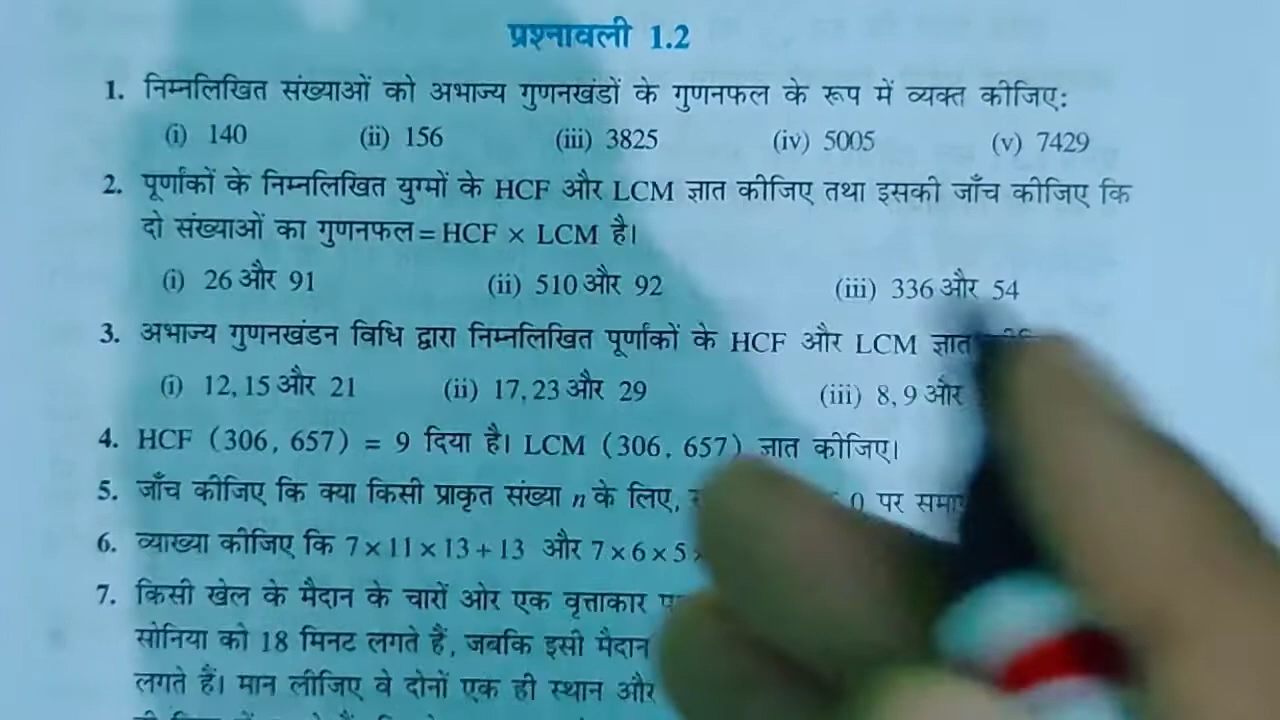 प्रश्नावली 1.2
1. निम्नलिखित संख्याओं को अभाज्य गुणनखंडों के गुणनफल के रूप में व्यक्त कीजिए:
(i) 140 (ii) 156 (iii) 3825 (iv) 5005 (v) 7429
2. पूर्णांकों के निम्नलिखित युग्मों के HCF और LCM ज्ञात कीजिए तथा इसकी जाँच कीजिए कि
दो संख्याओं का गुणनफल = HCF × LCM है।
(i) 26 और 91 (ii) 510 और 92 (iii) 336 और 54
3. अभाज्य गुणनखंडन विधि द्वारा निम्नलिखित पूर्णांकों के HCF और LCM ज्ञात
(i) 12, 15 और 21 (ii) 17, 23 और 29 (iii) 8, 9 और
4. HCF (306, 657) = 9 दिया है। LCM (306, 657) ज्ञात कीजिए।
5. जाँच कीजिए कि क्या किसी प्राकृत संख्या n के लिए, 0 पर
6. व्याख्या कीजिए कि 7 × 11 × 13 + 13 और 7 × 6 × 5
7. किसी खेल के मैदान के चारों ओर एक वृत्ताकार
सोनिया को 18 मिनट लगते हैं, जबकि इसी मैदान
लगते हैं। मान लीजिए वे दोनों एक ही स्थान और